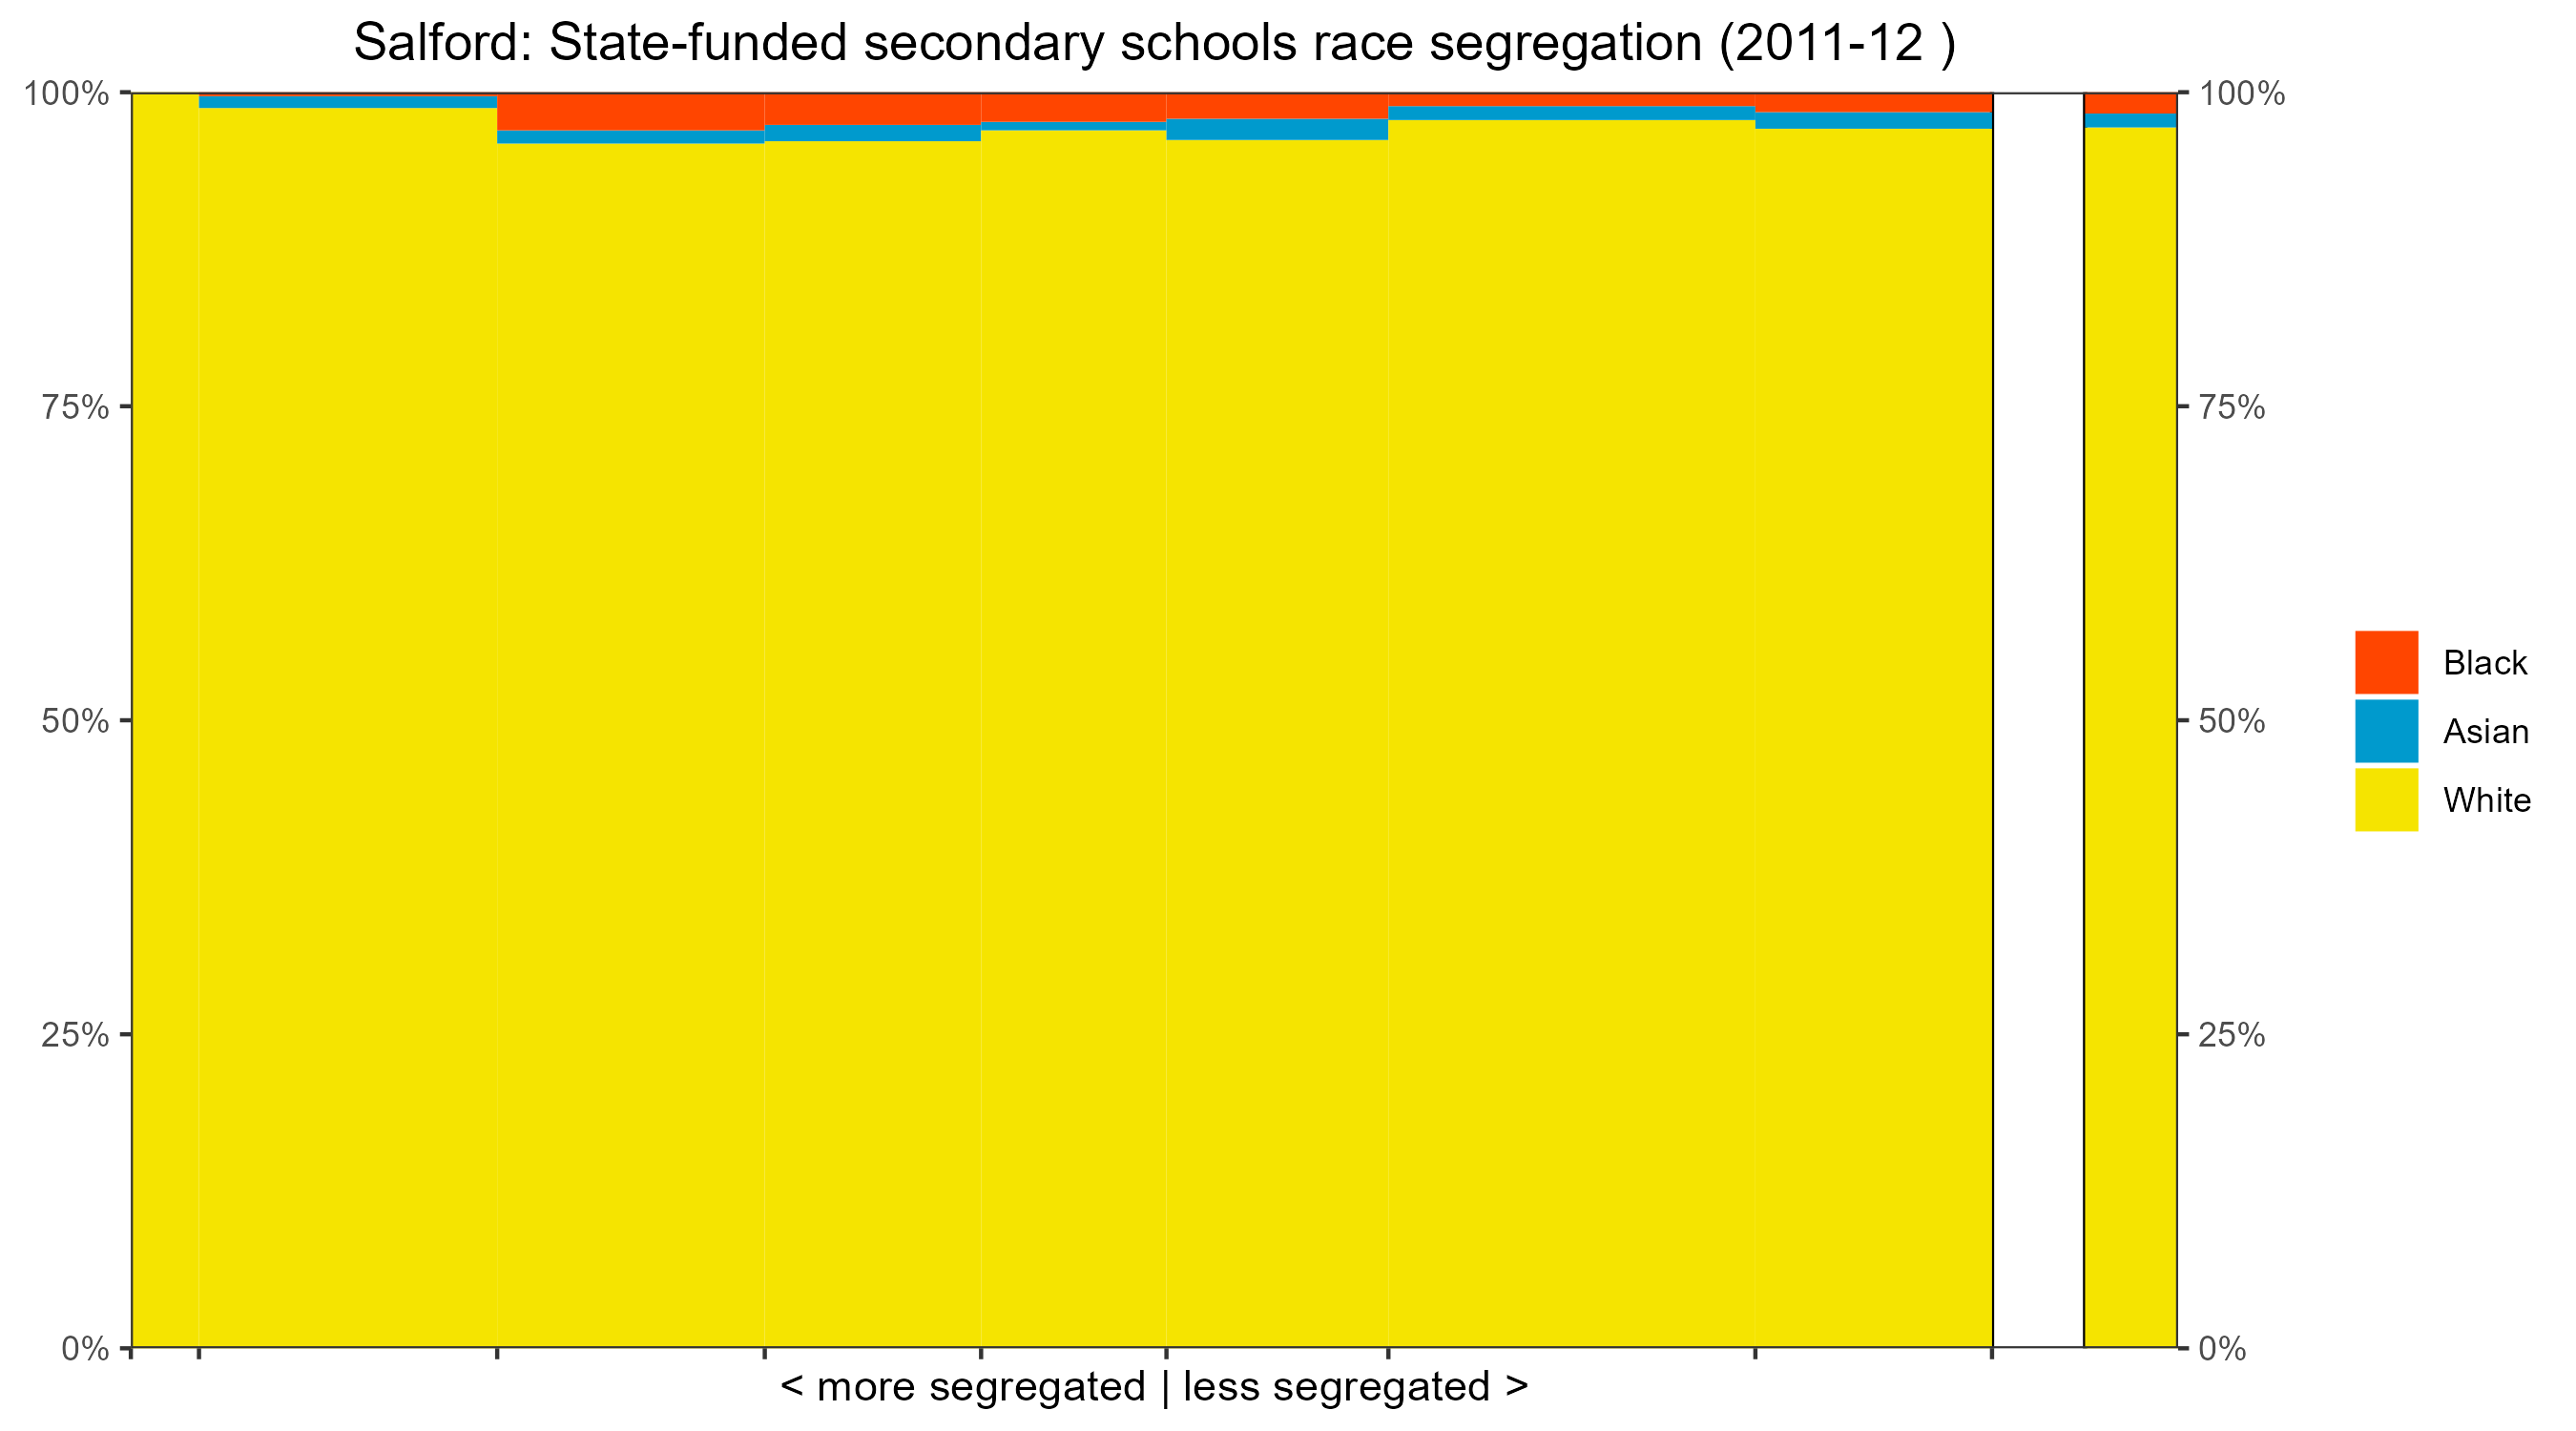 Salford: State-funded secondary schools race segregation (2011-12 )
100%
75%
50%
25%
0%
100%
75%
50%
25%
0%
Black
Asian
White
< more segregated | less segregated >